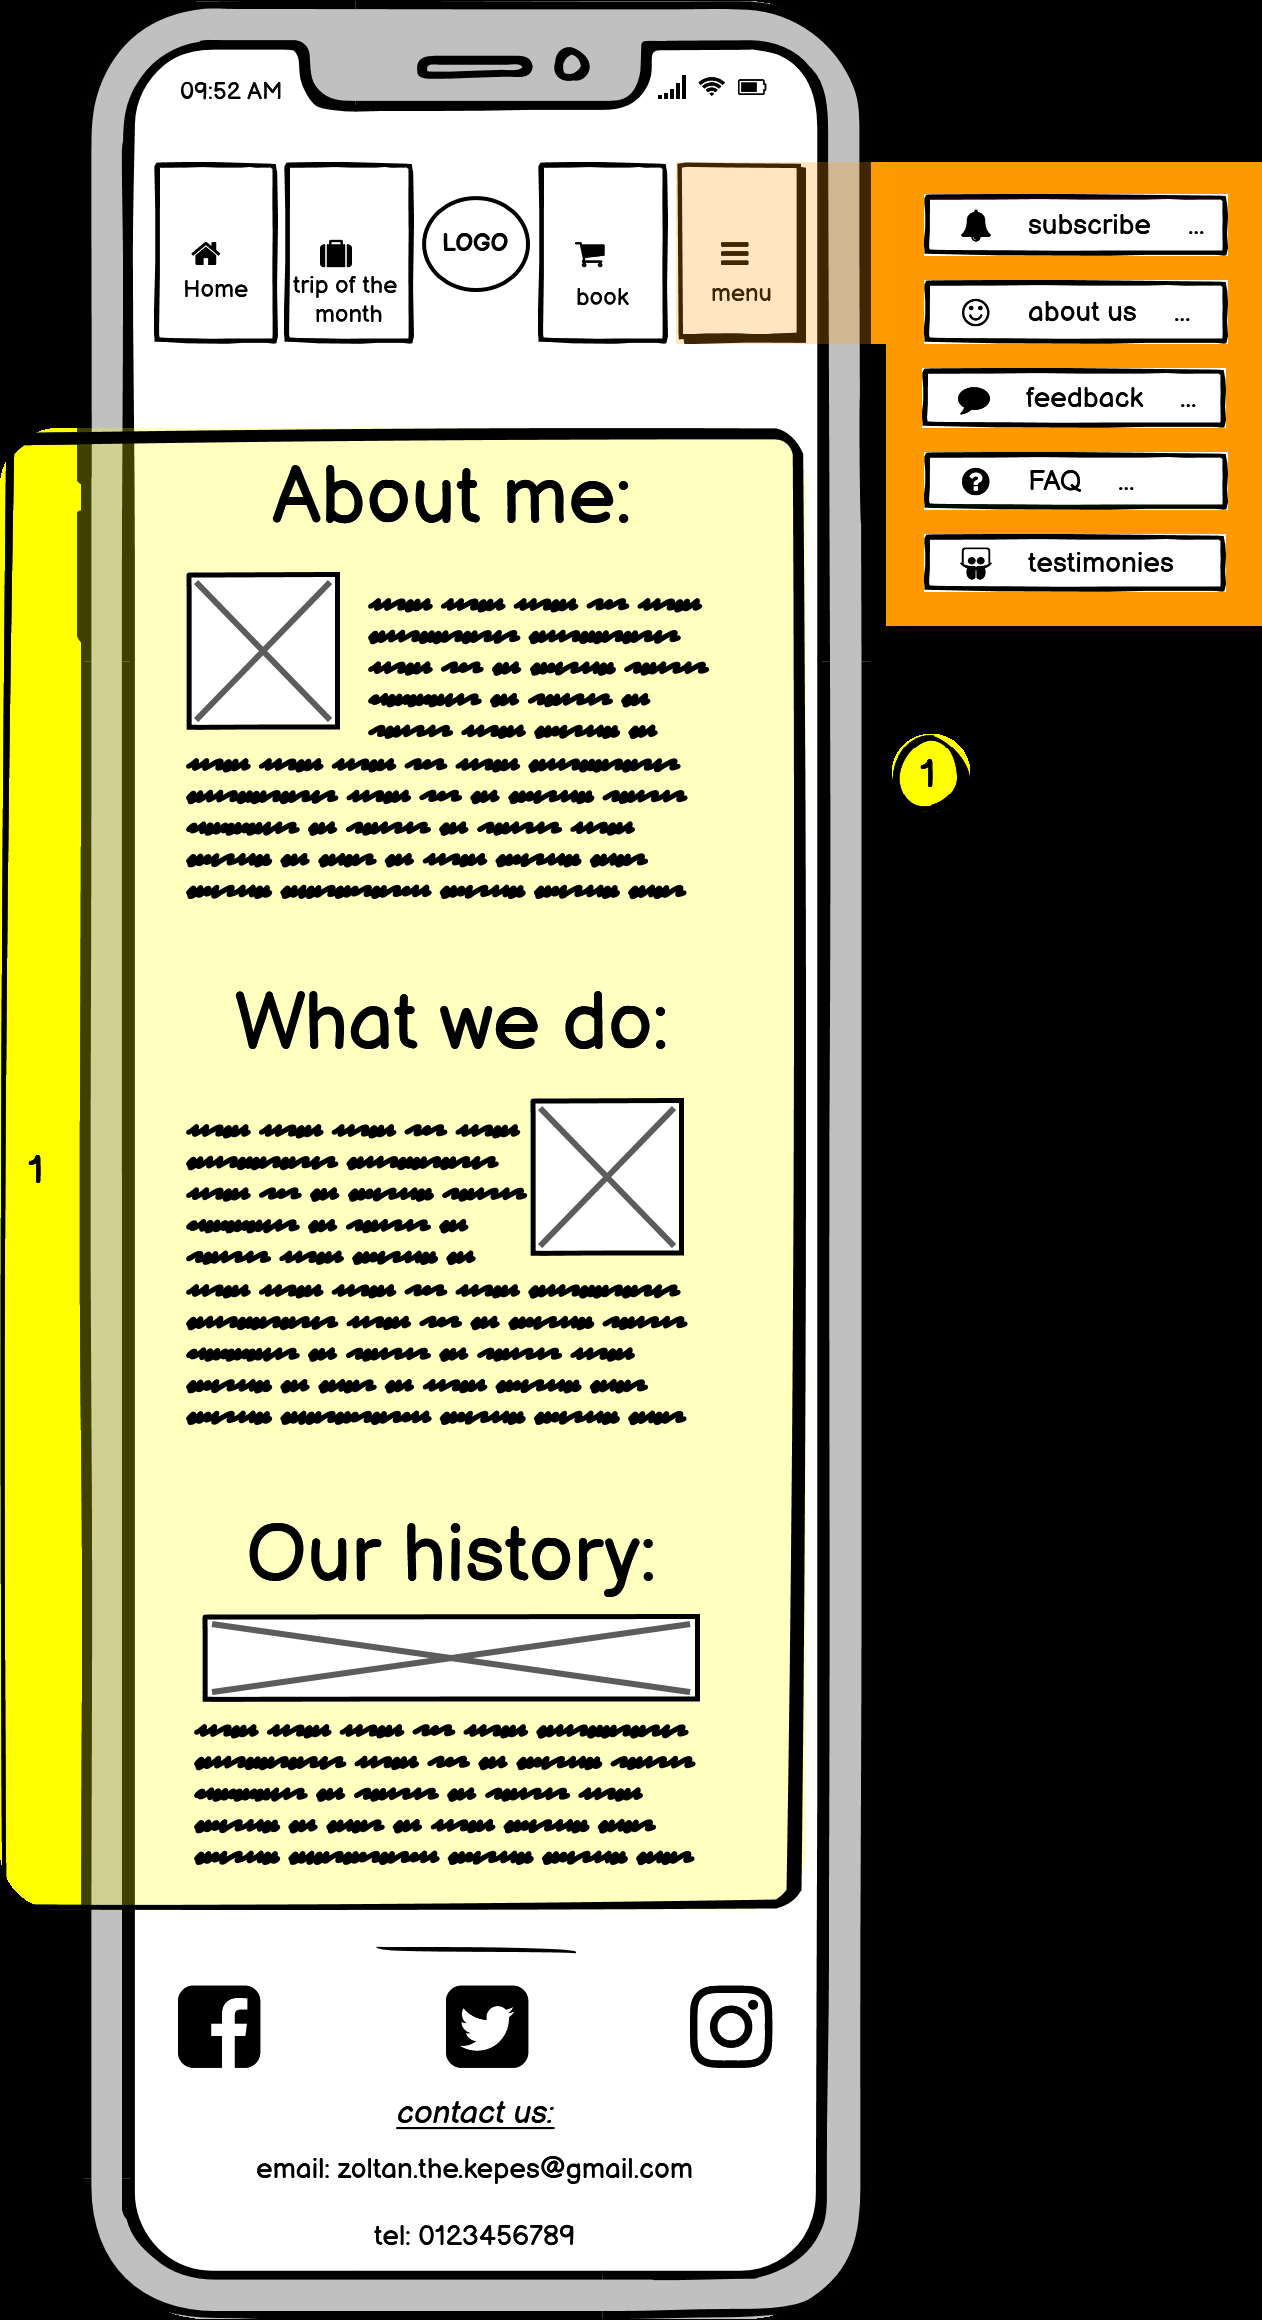 09:52 AM
Home
trip of the
month
LOGO
book
menu
subscribe ...
about us ...
feedback ...
FAQ ...
testimonies
About me:
1
What we do:
1
Our history:
contact us:
email: zoltan.the.kepes@gmail.com
tel: 0123456789